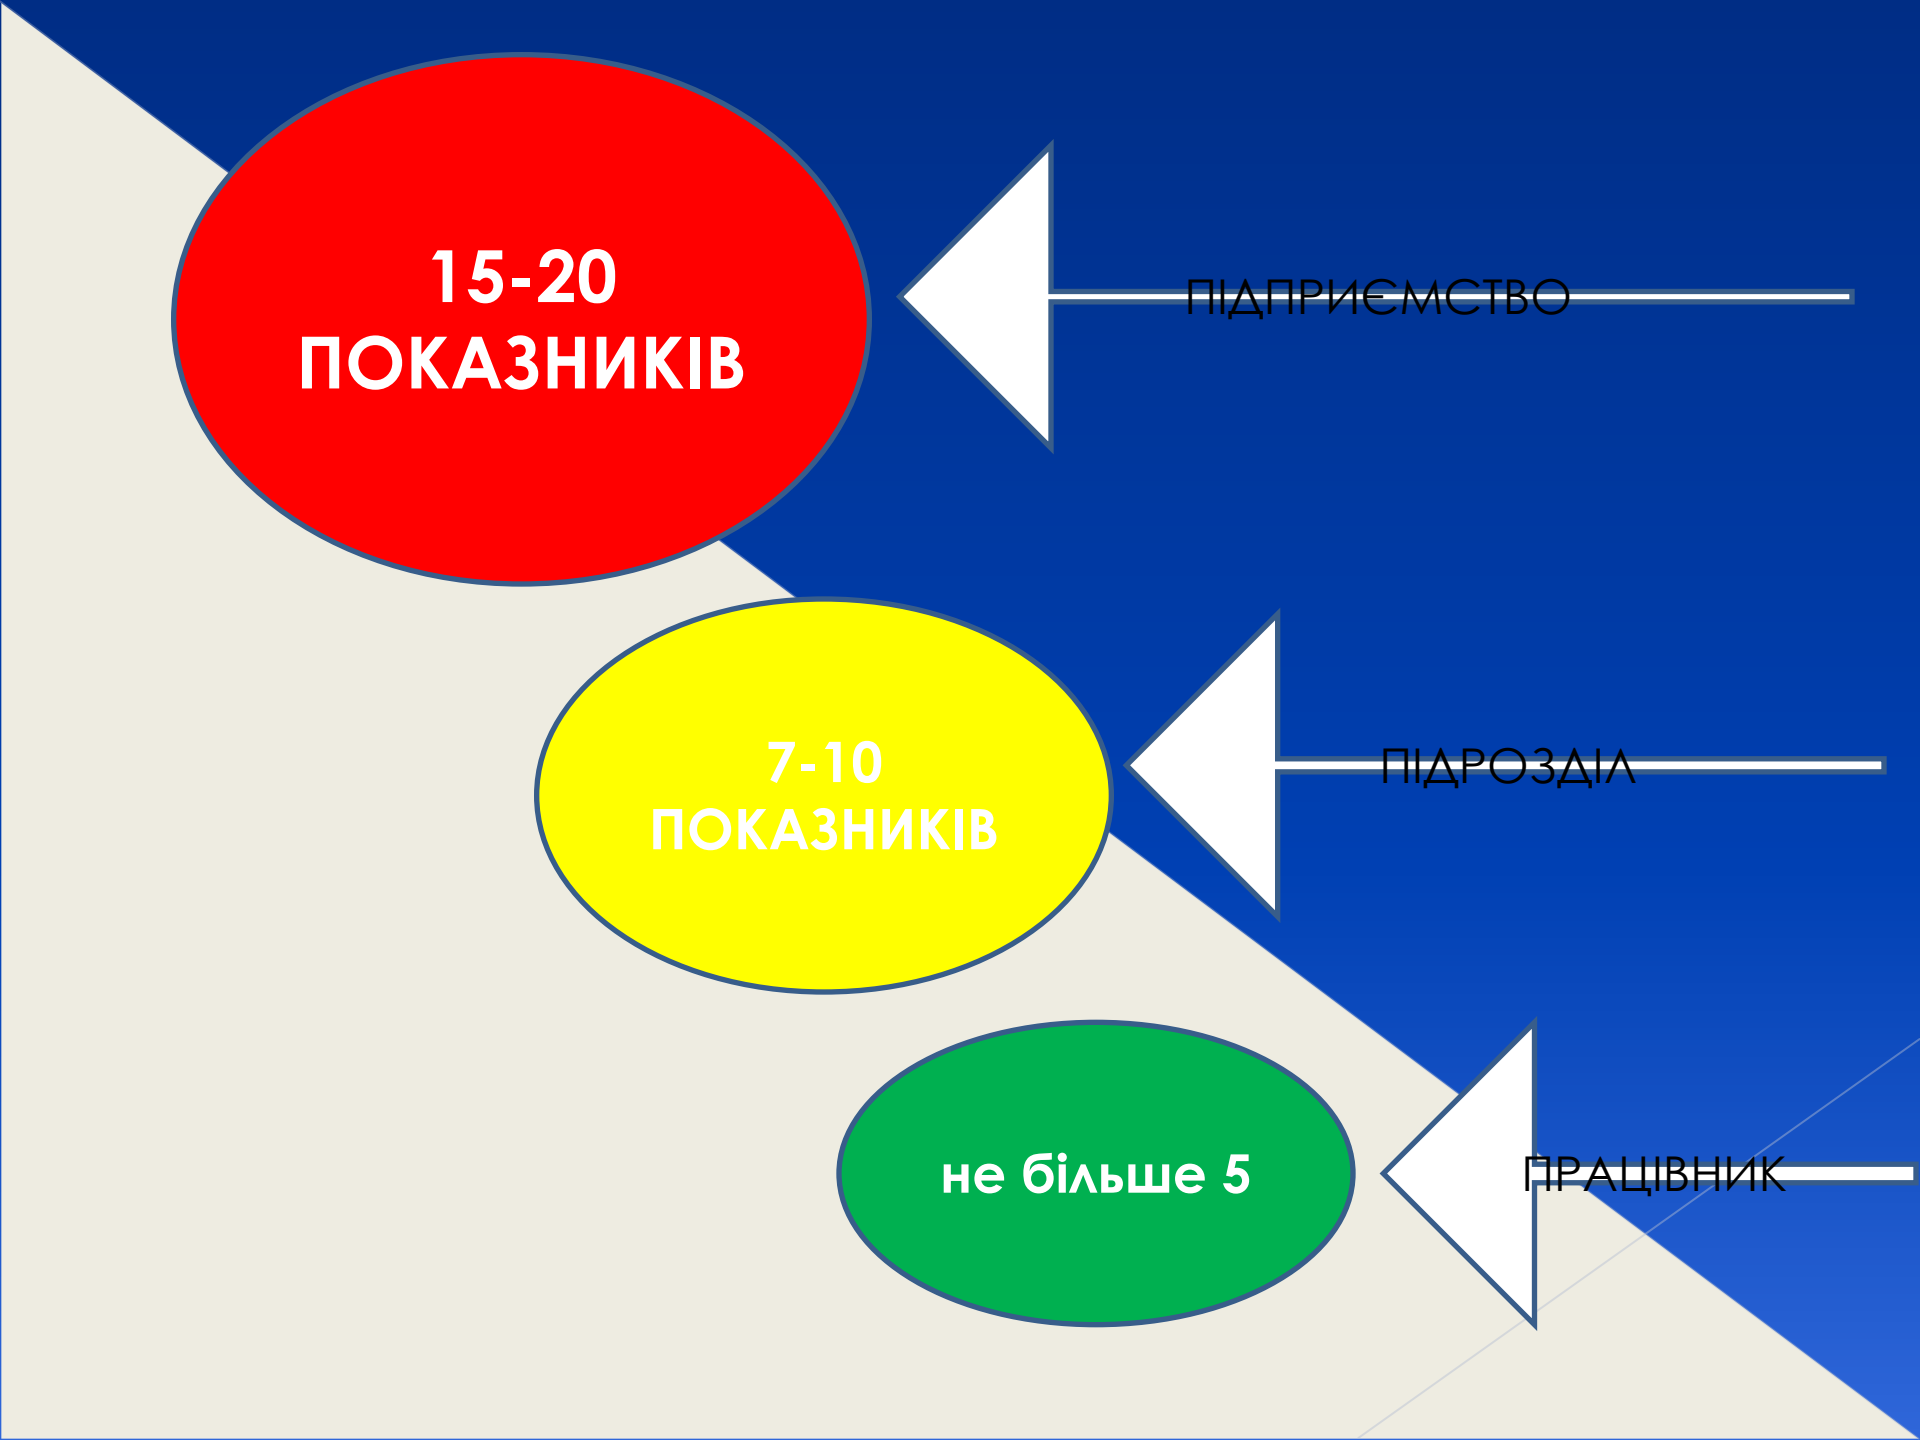 15-20
ПОКАЗНИКІВ
ПІДПРИЄМСТВО
7-10
ПОКАЗНИКІВ
ПІДРОЗДІЛ
не більше 5
ПРАЦІВНИК